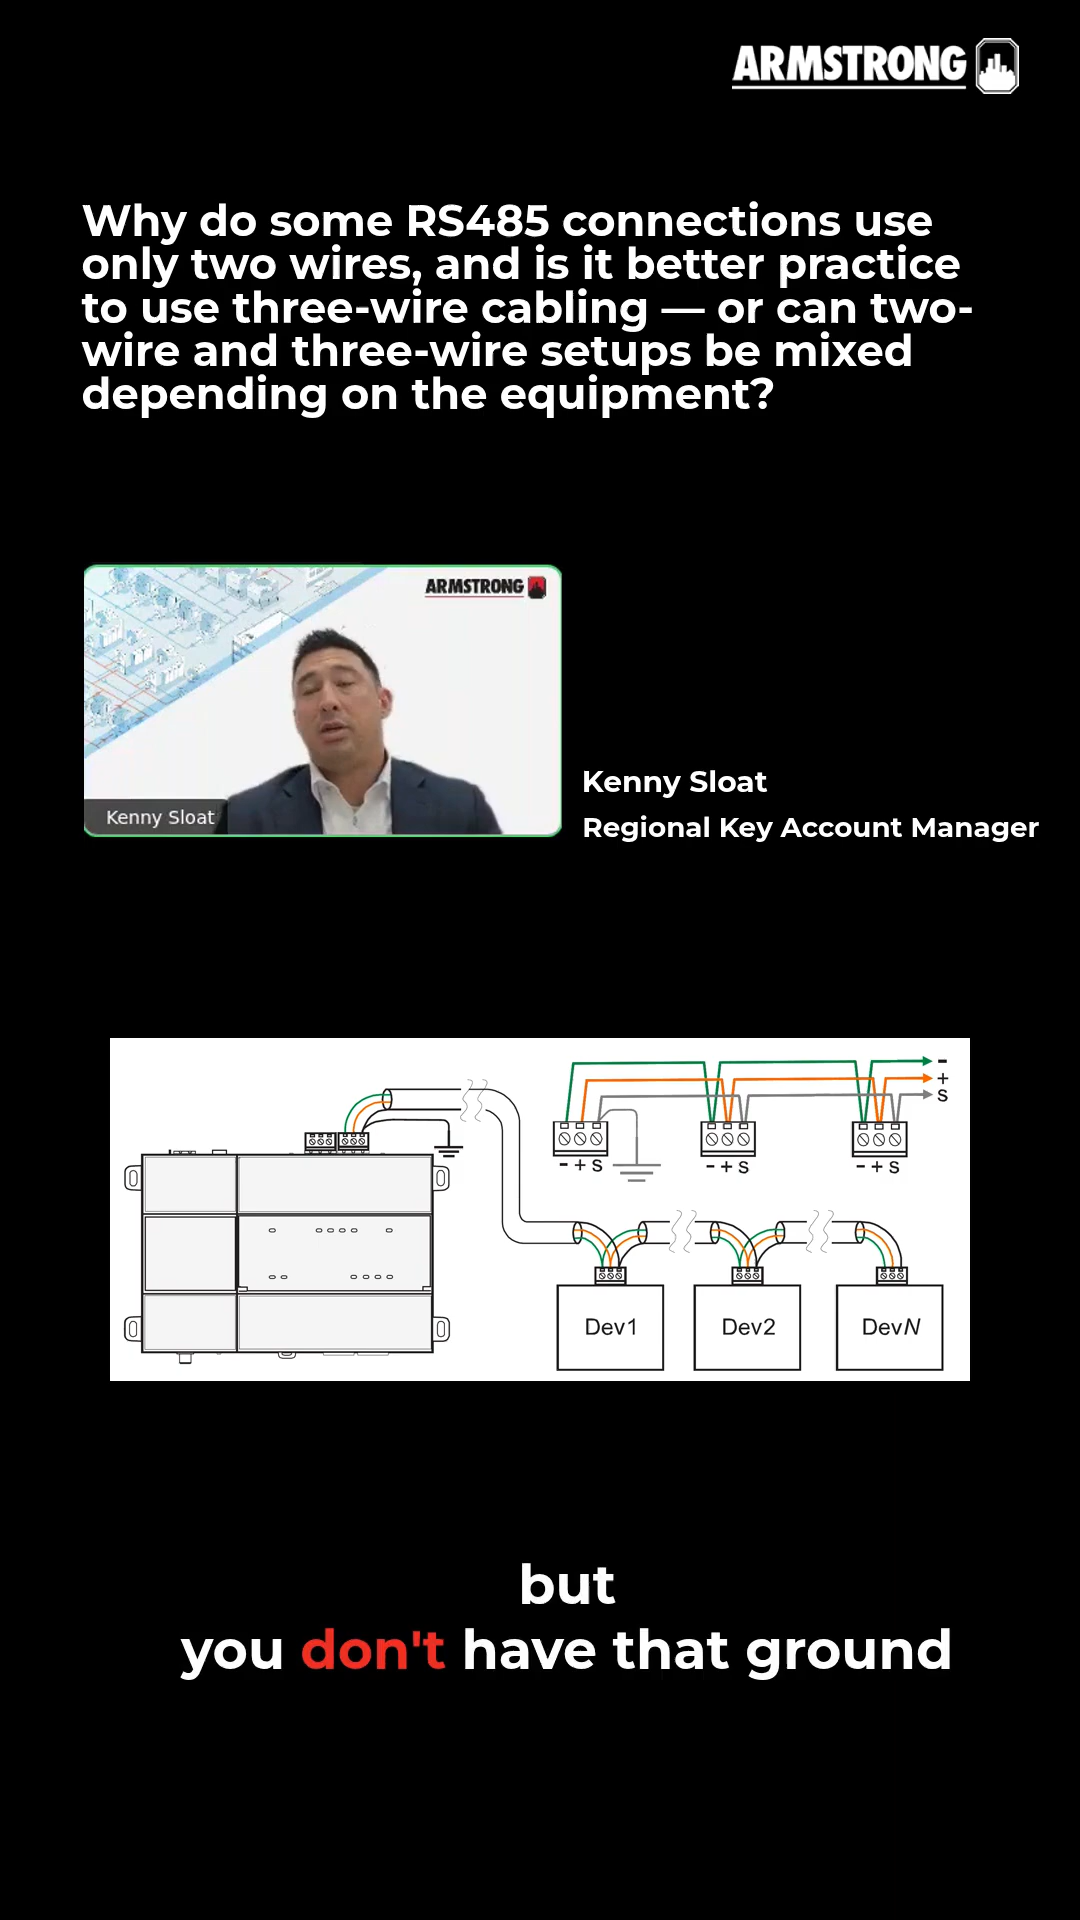 ARMSTRONG
Why do some RS485 connections use
only two wires, and is it better practice
to use three-wire cabling — or can two-
wire and three-wire setups be mixed
depending on the equipment?
ARMSTRONG
Kenny Sloat
Kenny Sloat
Regional Key Account Manager
-
+
S
- + S
- + S
- + S
Dev1
Dev2
DevN
but
you don't have that ground